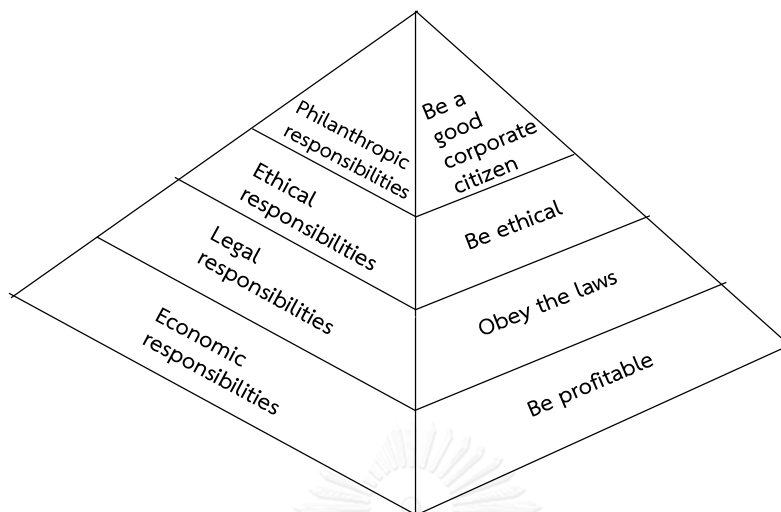 Philanthropic
responsibilities
Be a
good
corporate
citizen
Ethical
responsibilities
Be ethical
Legal
responsibilities
Obey the laws
Economic
responsibilities
Be profitable